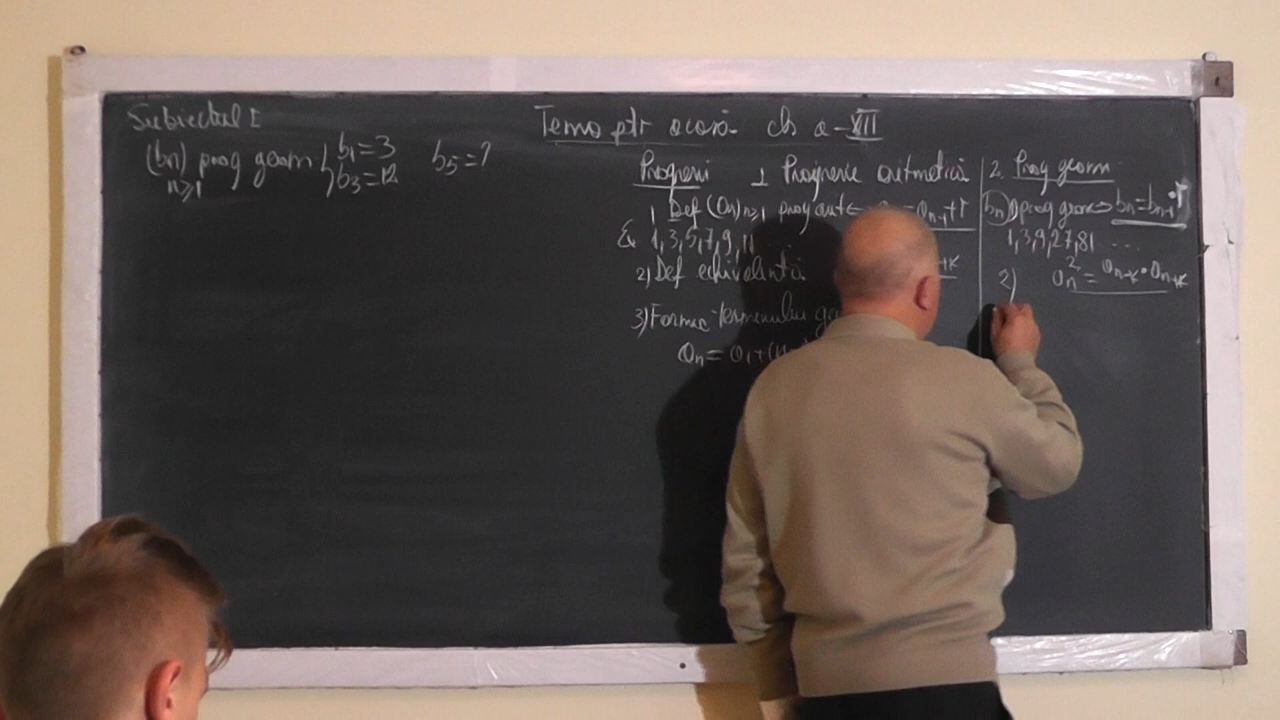 Subiectul I
(bn) n≥1 prog geom b1=3 b5=?
b3=12
Tema ptr acasă cls a-XII
Progresii 1 Progresie aritmetică
1 Def (an)n≥1 prog arit an-1+r
Ex 1,3,5,7,9,11
2) Def echivalentă +k
3) termenului
an=a1+(n
2. Prog geom
bn) prog geom⇔ bn=bn-1·r
1,3,9,27,81 ...
2) an²=an-k·an+k